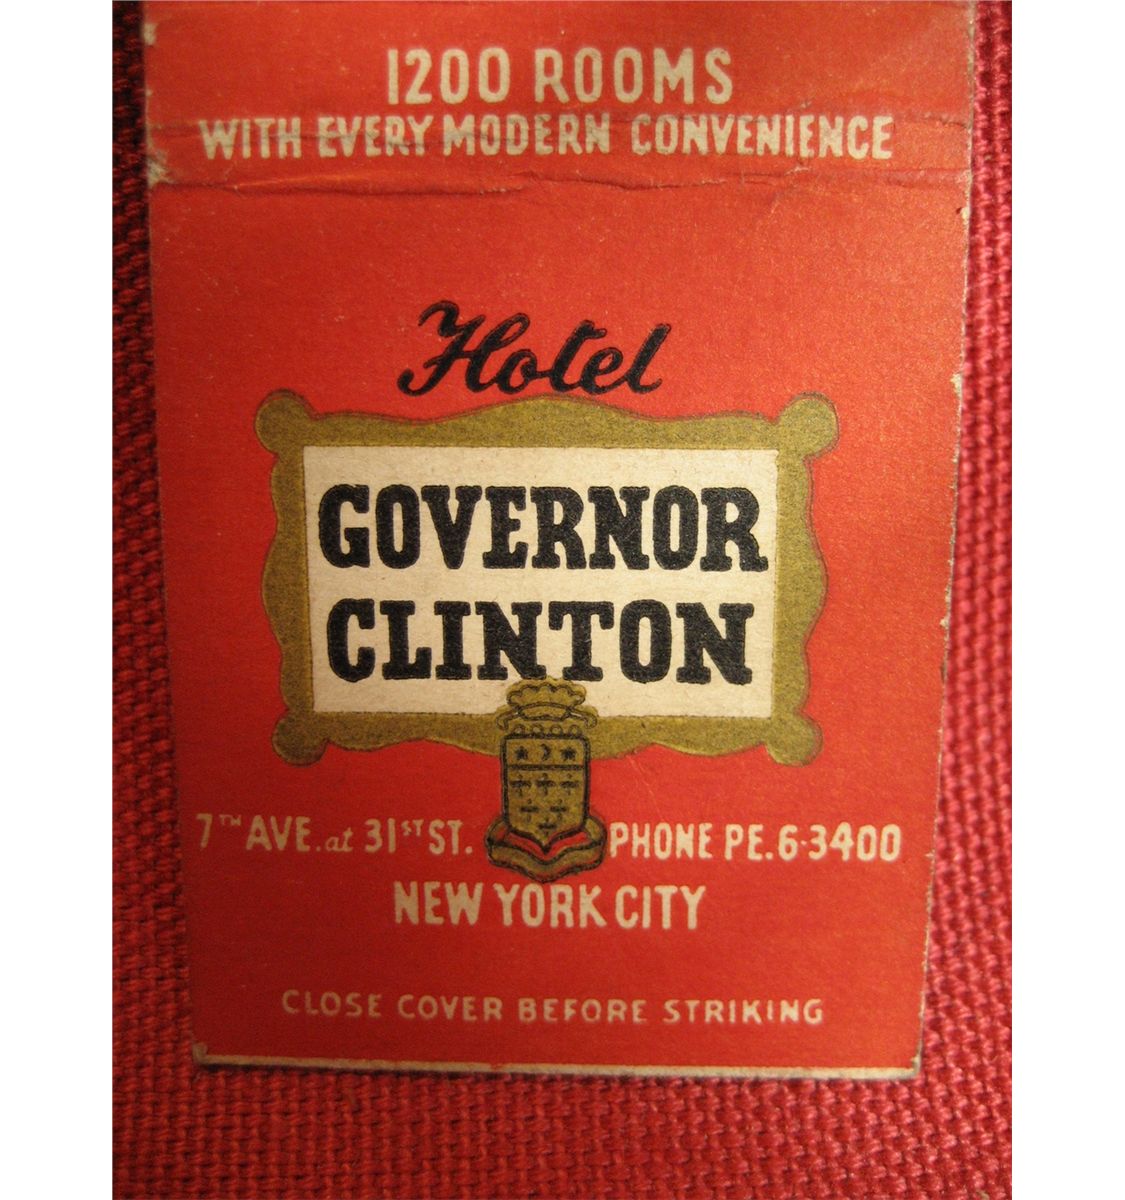 1200 ROOMS
WITH EVERY MODERN CONVENIENCE
Hotel
GOVERNOR
CLINTON
7TH AVE. at 31ST ST. PHONE PE. 6-3400
NEW YORK CITY
CLOSE COVER BEFORE STRIKING